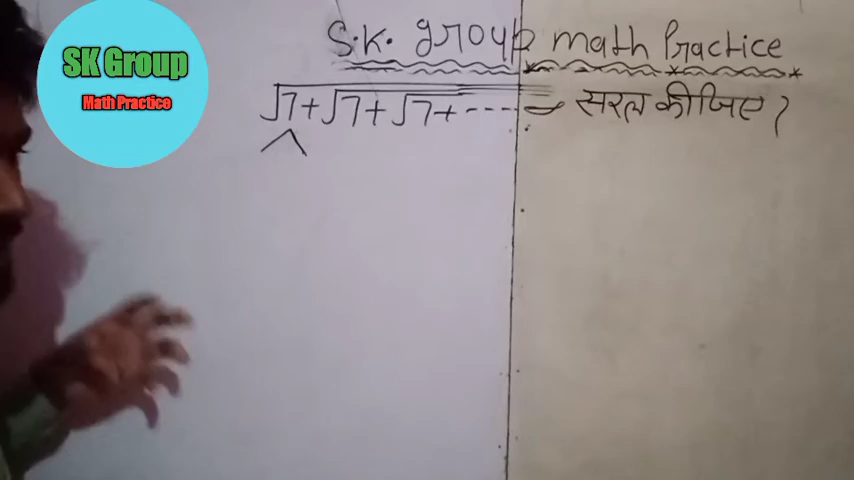 SK Group
Math Practice
S.K. group math Practice
√7+√7+√7+---- = सरल कीजिए ?